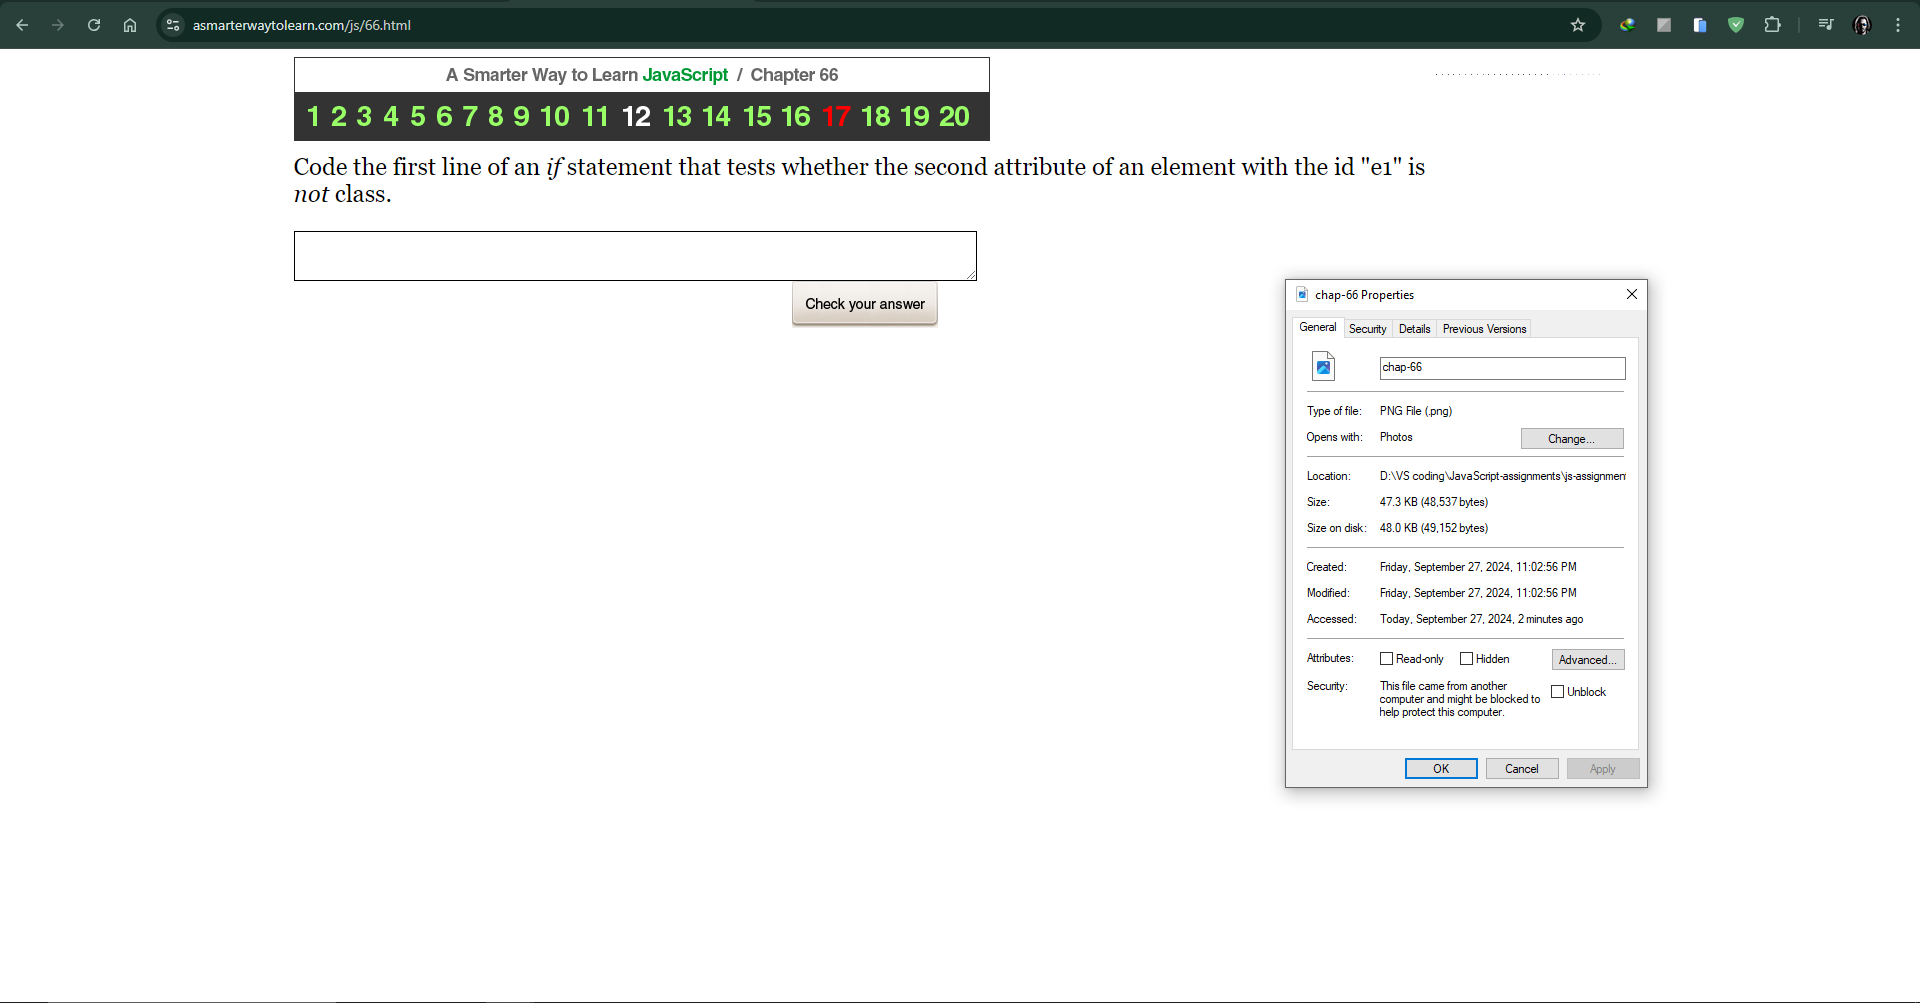 asmarterwaytolearn.com/js/66.html
A Smarter Way to Learn JavaScript / Chapter 66
1 2 3 4 5 6 7 8 9 10 11 12 13 14 15 16 17 18 19 20
Code the first line of an if statement that tests whether the second attribute of an element with the id "e1" is
not class.
Check your answer
chap-66 Properties
General Security Details Previous Versions
chap-66
Type of file: PNG File (.png)
Opens with: Photos Change...
Location: D:\VS coding\JavaScript-assignments\js-assignmen
Size: 47.3 KB (48,537 bytes)
Size on disk: 48.0 KB (49,152 bytes)
Created: Friday, September 27, 2024, 11:02:56 PM
Modified: Friday, September 27, 2024, 11:02:56 PM
Accessed: Today, September 27, 2024, 2 minutes ago
Attributes: Read-only Hidden Advanced...
Security: This file came from another
computer and might be blocked to
help protect this computer.
Unblock
OK Cancel Apply